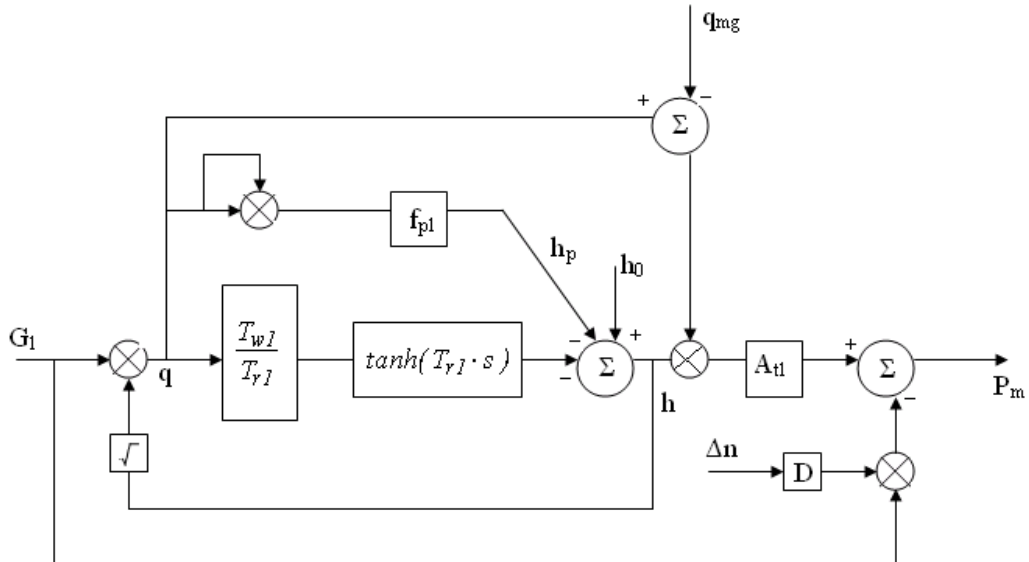 q_mg
+ −
Σ
f_p1
h_p
h_0
G_1
q
T_w1
T_r1
tanh( T_r1 · s )
−
−
+
Σ
h
A_t1
+
Σ
−
P_m
√
Δn
D